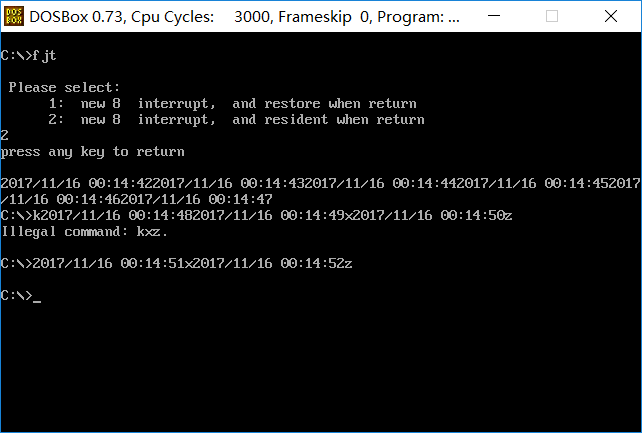 DOS
BOX
DOSBox 0.73, Cpu Cycles: 3000, Frameskip 0, Program: ...
C:\>fjt
Please select:
1: new 8 interrupt, and restore when return
2: new 8 interrupt, and resident when return
2
press any key to return
2017/11/16 00:14:422017/11/16 00:14:432017/11/16 00:14:442017/11/16 00:14:452017
/11/16 00:14:462017/11/16 00:14:47
C:\>k2017/11/16 00:14:482017/11/16 00:14:49x2017/11/16 00:14:50z
Illegal command: kxz.
C:\>2017/11/16 00:14:51x2017/11/16 00:14:52z
C:\>_